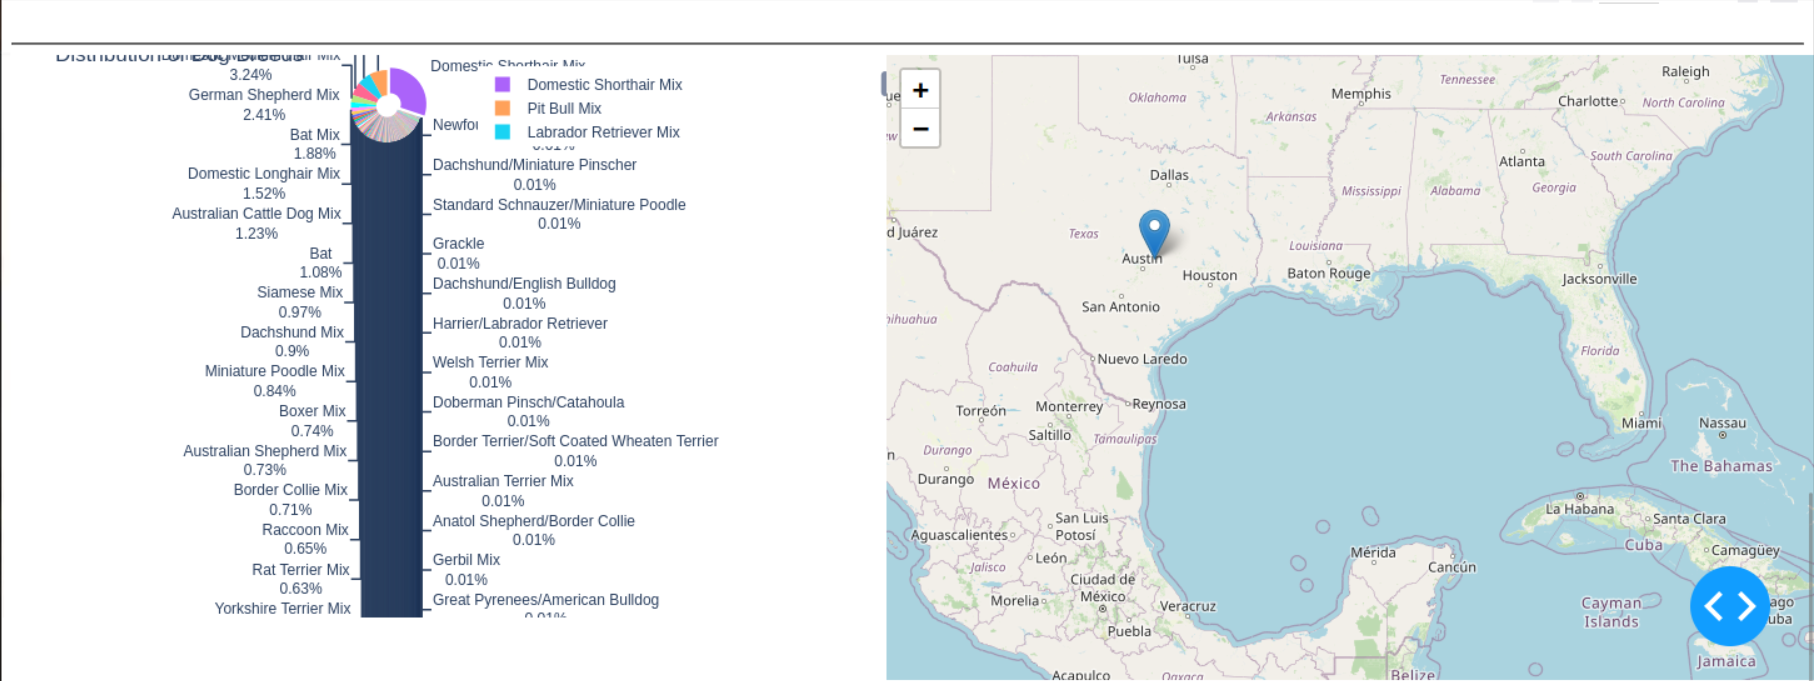 Distribution of Dog Breeds
3.24%
German Shepherd Mix
2.41%
Bat Mix
1.88%
Domestic Longhair Mix
1.52%
Australian Cattle Dog Mix
1.23%
Bat
1.08%
Siamese Mix
0.97%
Dachshund Mix
0.9%
Miniature Poodle Mix
0.84%
Boxer Mix
0.74%
Australian Shepherd Mix
0.73%
Border Collie Mix
0.71%
Raccoon Mix
0.65%
Rat Terrier Mix
0.63%
Yorkshire Terrier Mix
Domestic Shorthair Mix
Domestic Shorthair Mix
Pit Bull Mix
Labrador Retriever Mix
Newfou
0.01%
Dachshund/Miniature Pinscher
0.01%
Standard Schnauzer/Miniature Poodle
0.01%
Grackle
0.01%
Dachshund/English Bulldog
0.01%
Harrier/Labrador Retriever
0.01%
Welsh Terrier Mix
0.01%
Doberman Pinsch/Catahoula
0.01%
Border Terrier/Soft Coated Wheaten Terrier
0.01%
Australian Terrier Mix
0.01%
Anatol Shepherd/Border Collie
0.01%
Gerbil Mix
0.01%
Great Pyrenees/American Bulldog
0.01%
+
−
Tulsa
Tennessee
Raleigh
Oklahoma
Memphis
Charlotte
North Carolina
Arkansas
Atlanta
South Carolina
Dallas
Mississippi
Alabama
Georgia
d Juárez
Texas
Louisiana
Austin
Houston
Baton Rouge
Jacksonville
San Antonio
ihuahua
Florida
Nuevo Laredo
Coahuila
Torreón
Monterrey
Reynosa
Miami
Nassau
Saltillo
Tamaulipas
Durango
The Bahamas
Durango
México
La Habana
San Luis
Potosí
Santa Clara
Aguascalientes
Cuba
Camagüey
León
Mérida
Cancún
Jalisco
Ciudad de
México
Morelia
Veracruz
Cayman
Islands
Puebla
Jamaica
Acapulco
Oaxaca
Belize